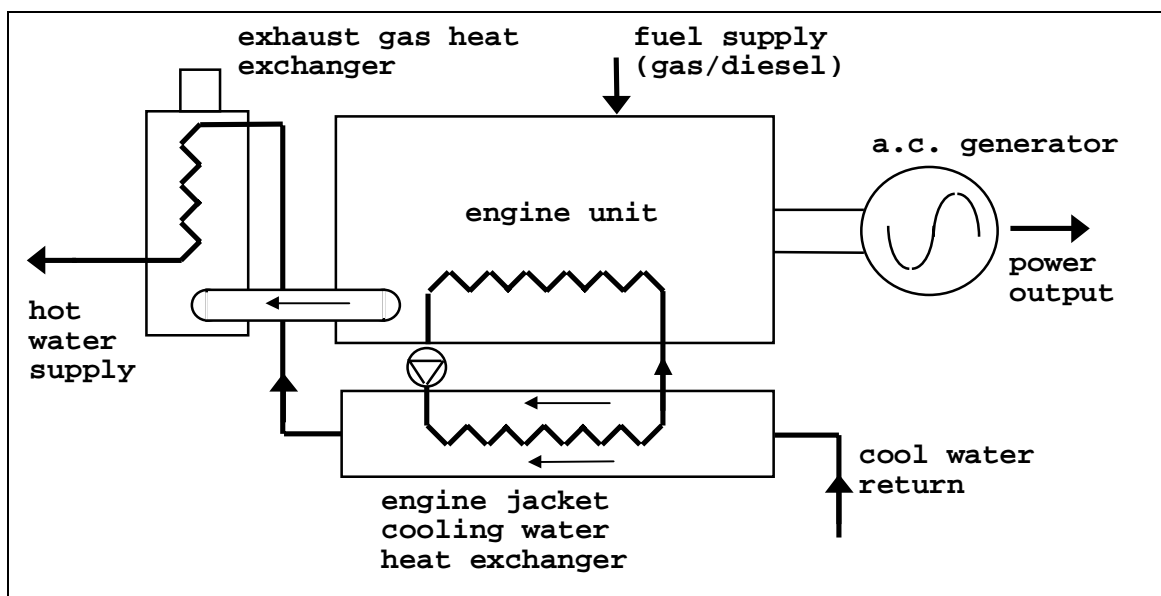 exhaust gas heat
exchanger
fuel supply
(gas/diesel)
a.c. generator
engine unit
power
output
hot
water
supply
cool water
return
engine jacket
cooling water
heat exchanger